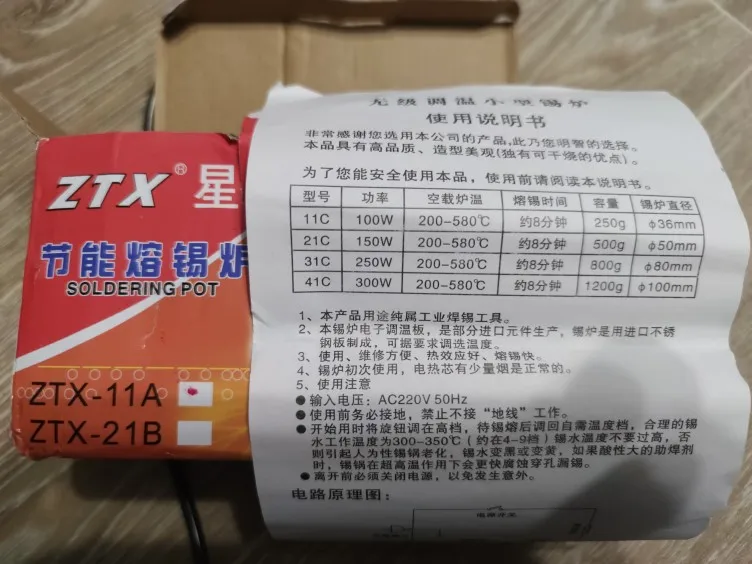 ZTX® 星
节能熔锡炉
SOLDERING POT
ZTX-11A
ZTX-21B
无级调温小型锡炉
使用说明书
非常感谢您选用本公司的产品,此乃您明智的选择。
本品具有高品质、造型美观(独有可干烧的优点)。
为了您能安全使用本品,使用前请阅读本说明书。
型号 功率 空载炉温 熔锡时间 容量 锡炉直径
11C 100W 200-580℃ 约8分钟 250g φ36mm
21C 150W 200-580℃ 约8分钟 500g φ50mm
31C 250W 200-580℃ 约8分钟 800g φ80mm
41C 300W 200-580℃ 约8分钟 1200g φ100mm
1、本产品用途纯属工业焊锡工具。
2、本锡炉电子调温板,是部分进口元件生产,锡炉是用进口不锈
钢板制成,可据要求调选温度。
3、使用、维修方便、热效应好、熔锡快。
4、锡炉初次使用,电热芯有少量烟是正常的。
5、使用注意
●输入电压:AC220V 50Hz
●使用前务必接地,禁止不接“地线”工作。
●开始用时将旋钮调在高档,待锡熔后调回自需温度档,合理的锡
水工作温度为300-350℃(约在4-9档)锡水温度不要过高,否
则引起人为性锡锅老化,锡水变黑或变黄,如果酸性大的助焊剂
时,锡锅在超高温作用下会更快腐蚀穿孔漏锡。
●离开前必须关闭电源,以免发生意外。
电路原理图: